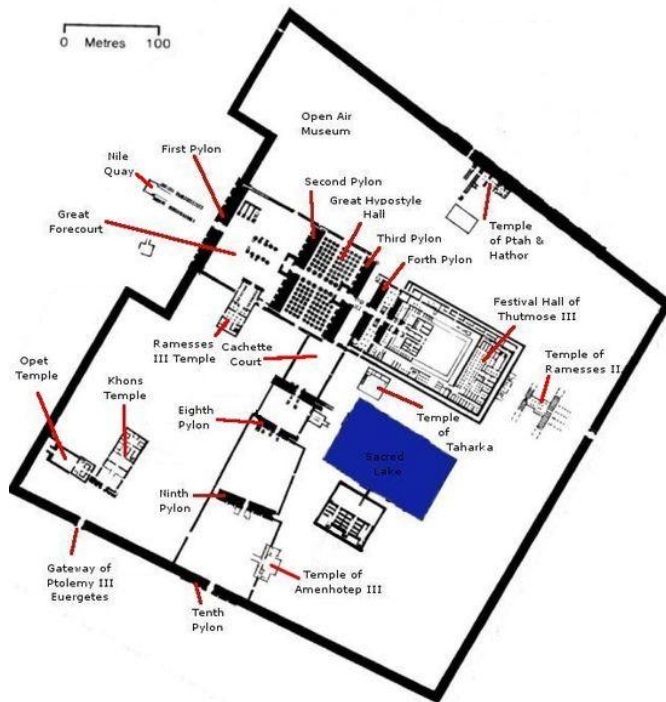 0 Metres 100
Open Air
Museum
First Pylon
Nile
Quay
Second Pylon
Great Hypostyle
Hall
Great
Forecourt
Third Pylon
Temple
of Ptah &
Hathor
Forth Pylon
Festival Hall of
Thutmose III
Ramesses
III Temple
Cachette
Court
Temple of
Ramesses II
Opet
Temple
Khons
Temple
Eighth
Pylon
Temple
of
Taharka
Sacred
Lake
Ninth
Pylon
Gateway of
Ptolemy III
Euergetes
Temple of
Amenhotep III
Tenth
Pylon